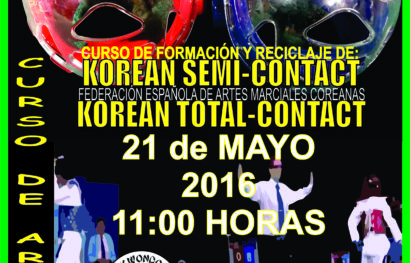 CURSO DE FORMACIÓN Y RECICLAJE DE:
KOREAN SEMI-CONTACT
FEDERACIÓN ESPAÑOLA DE ARTES MARCIALES COREANAS
KOREAN TOTAL-CONTACT
21 de MAYO
2016
11:00 HORAS
CURSO DE AR